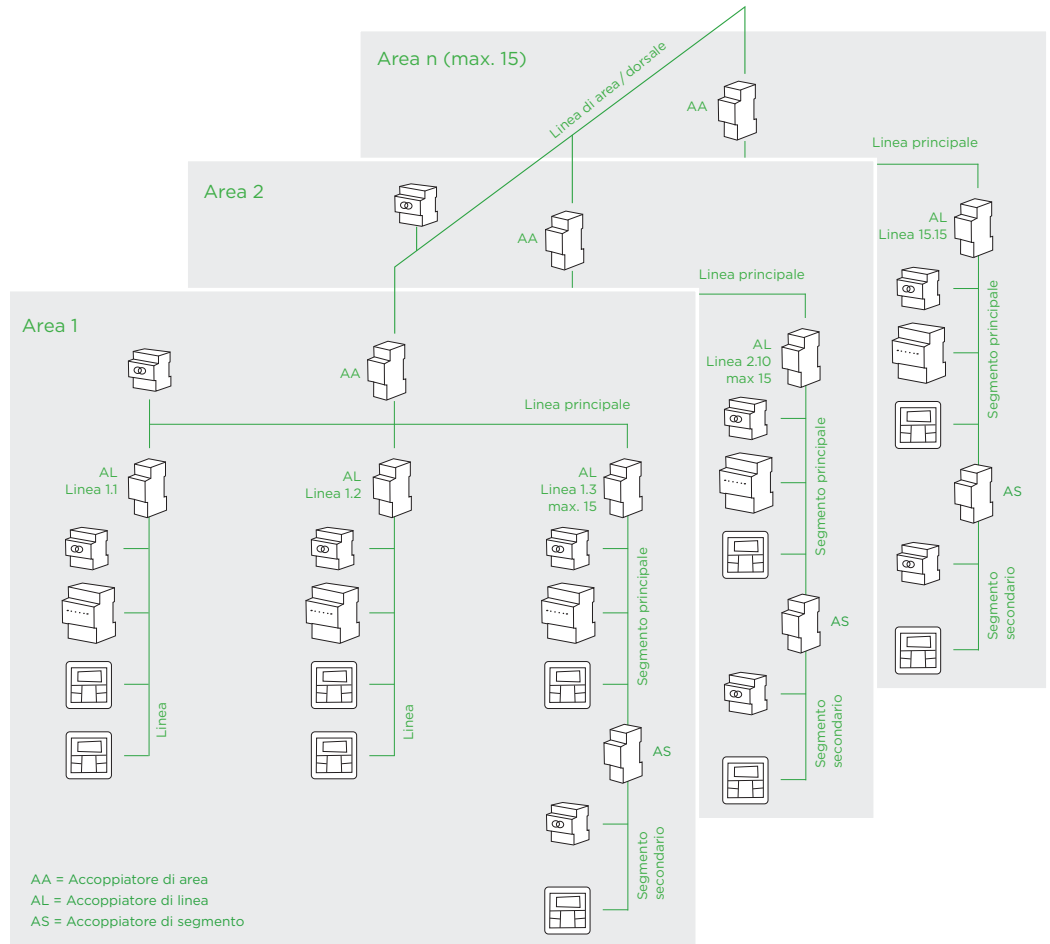 Area n (max. 15)
Linea di area/dorsale
AA
Linea principale
AL
Linea 15.15
Segmento principale
AS
Segmento
secondario
Area 2
AA
Linea principale
AL
Linea 2.10
max 15
Segmento principale
AS
Segmento
secondario
Area 1
AA
Linea principale
AL
Linea 1.1
Linea
AL
Linea 1.2
Linea
AL
Linea 1.3
max. 15
Segmento principale
AS
Segmento
secondario
AA = Accoppiatore di area
AL = Accoppiatore di linea
AS = Accoppiatore di segmento